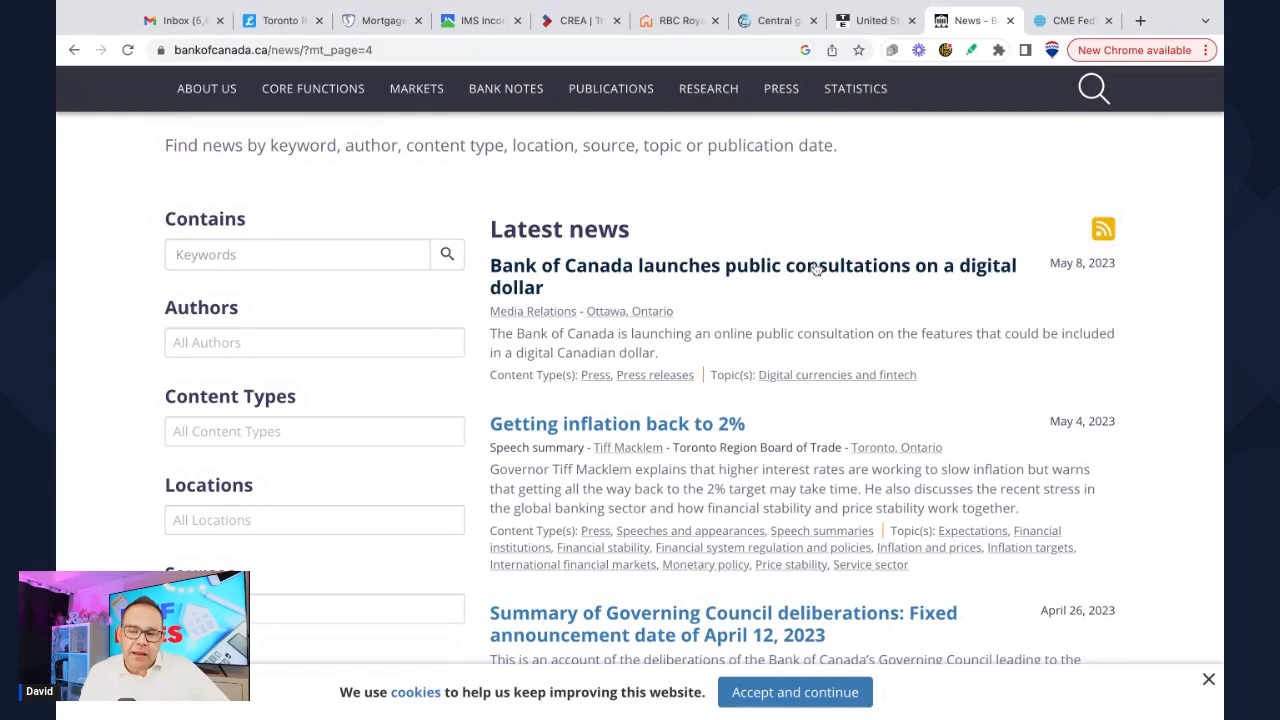 Inbox (5,
Toronto R
Mortgage
IMS Incor
CREA | Tr
RBC Roya
Central g
United St
News - B
CME Fed
bankofcanada.ca/news/?mt_page=4
New Chrome available
ABOUT US CORE FUNCTIONS MARKETS BANK NOTES PUBLICATIONS RESEARCH PRESS STATISTICS
Find news by keyword, author, content type, location, source, topic or publication date.
Contains
Keywords
Authors
All Authors
Content Types
All Content Types
Locations
All Locations
Latest news
Bank of Canada launches public consultations on a digital
dollar
May 8, 2023
Media Relations - Ottawa, Ontario
The Bank of Canada is launching an online public consultation on the features that could be included
in a digital Canadian dollar.
Content Type(s): Press, Press releases | Topic(s): Digital currencies and fintech
Getting inflation back to 2%
May 4, 2023
Speech summary - Tiff Macklem - Toronto Region Board of Trade - Toronto, Ontario
Governor Tiff Macklem explains that higher interest rates are working to slow inflation but warns
that getting all the way back to the 2% target may take time. He also discusses the recent stress in
the global banking sector and how financial stability and price stability work together.
Content Type(s): Press, Speeches and appearances, Speech summaries | Topic(s): Expectations, Financial
institutions, Financial stability, Financial system regulation and policies, Inflation and prices, Inflation targets,
International financial markets, Monetary policy, Price stability, Service sector
Summary of Governing Council deliberations: Fixed
announcement date of April 12, 2023
April 26, 2023
This is an account of the deliberations of the Bank of Canada's Governing Council leading to the
David
We use cookies to help us keep improving this website.
Accept and continue